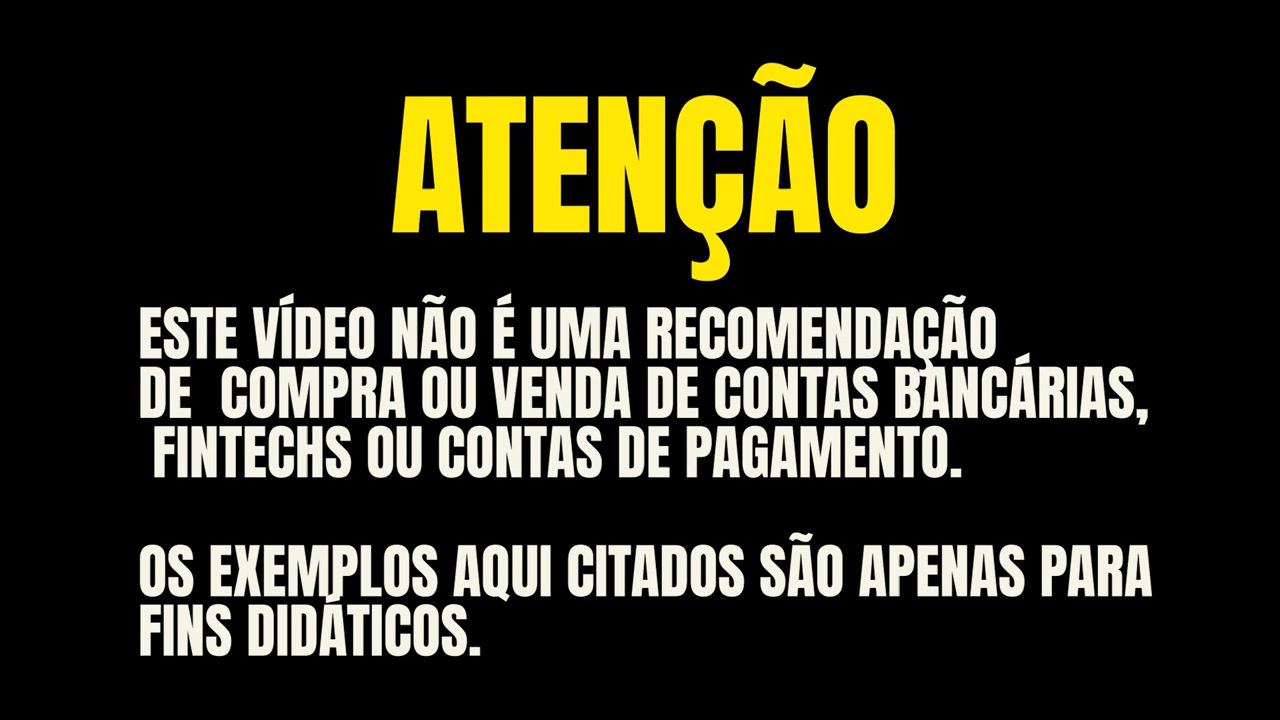 ATENÇÃO
ESTE VÍDEO NÃO É UMA RECOMENDAÇÃO
DE COMPRA OU VENDA DE CONTAS BANCÁRIAS,
FINTECHS OU CONTAS DE PAGAMENTO.
OS EXEMPLOS AQUI CITADOS SÃO APENAS PARA
FINS DIDÁTICOS.